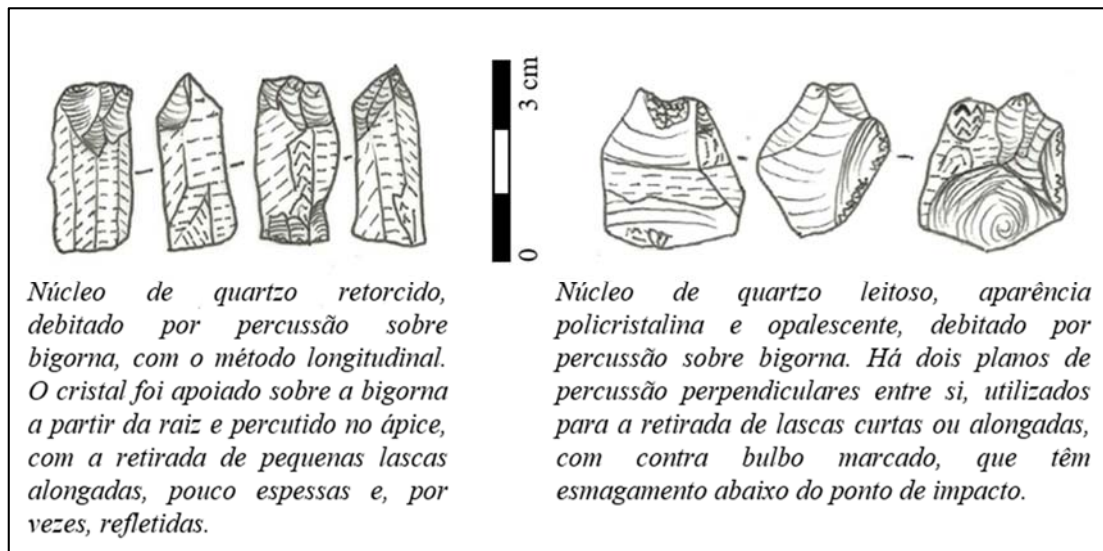 3 cm
0
Núcleo de quartzo retorcido,
debitado por percussão sobre
bigorna, com o método longitudinal.
O cristal foi apoiado sobre a bigorna
a partir da raiz e percutido no ápice,
com a retirada de pequenas lascas
alongadas, pouco espessas e, por
vezes, refletidas.
Núcleo de quartzo leitoso, aparência
policristalina e opalescente, debitado por
percussão sobre bigorna. Há dois planos de
percussão perpendiculares entre si, utilizados
para a retirada de lascas curtas ou alongadas,
com contra bulbo marcado, que têm
esmagamento abaixo do ponto de impacto.